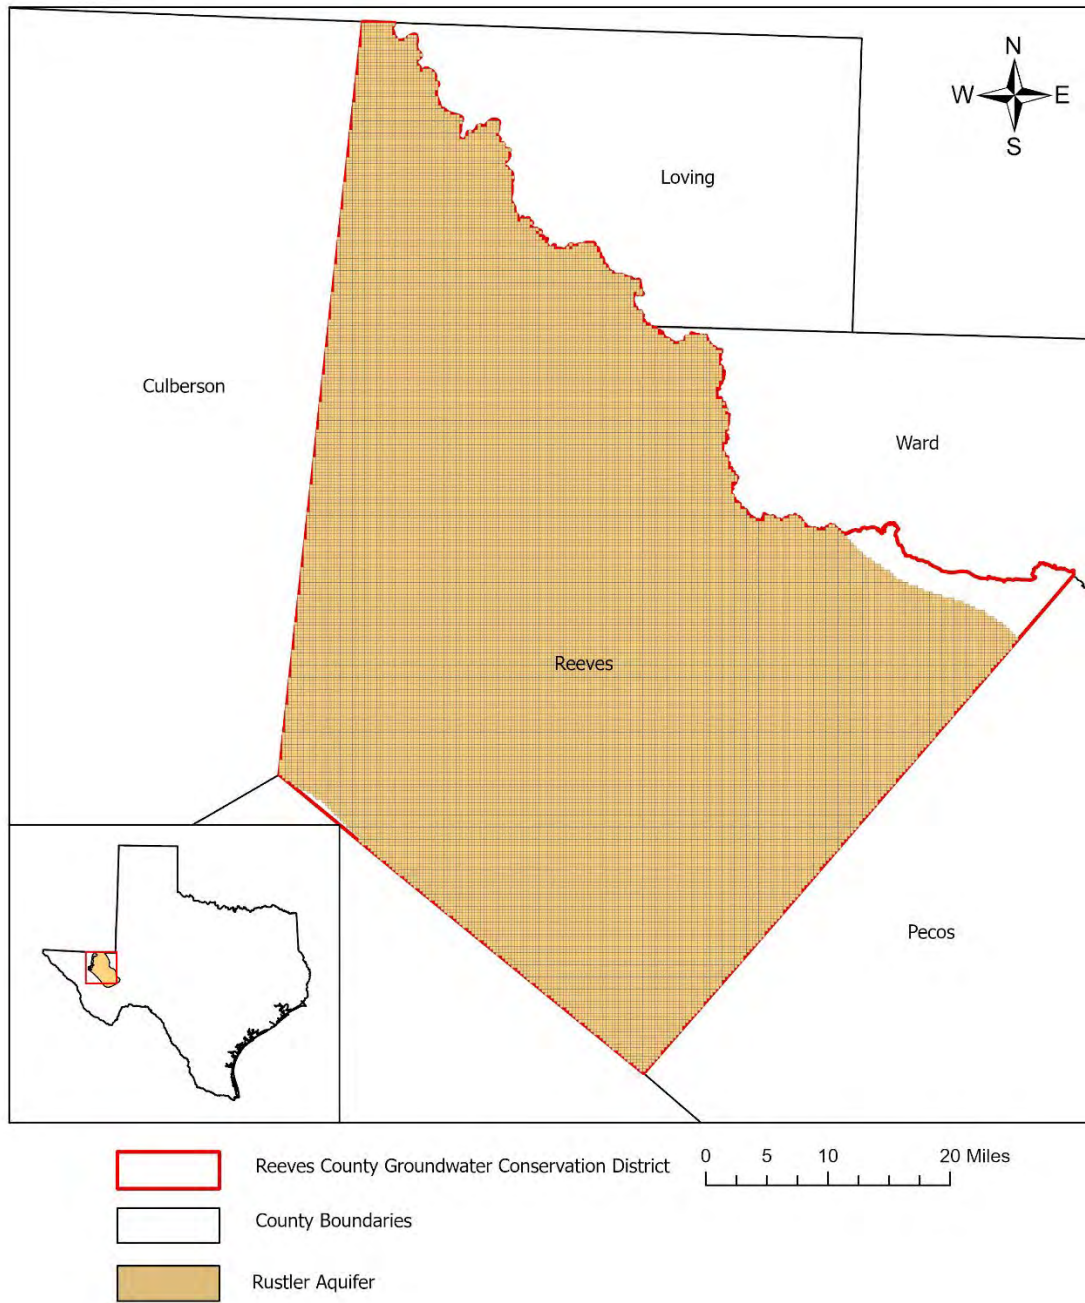 N
W E
S
Loving
Culberson
Ward
Reeves
Pecos
Reeves County Groundwater Conservation District
0 5 10 20 Miles
County Boundaries
Rustler Aquifer